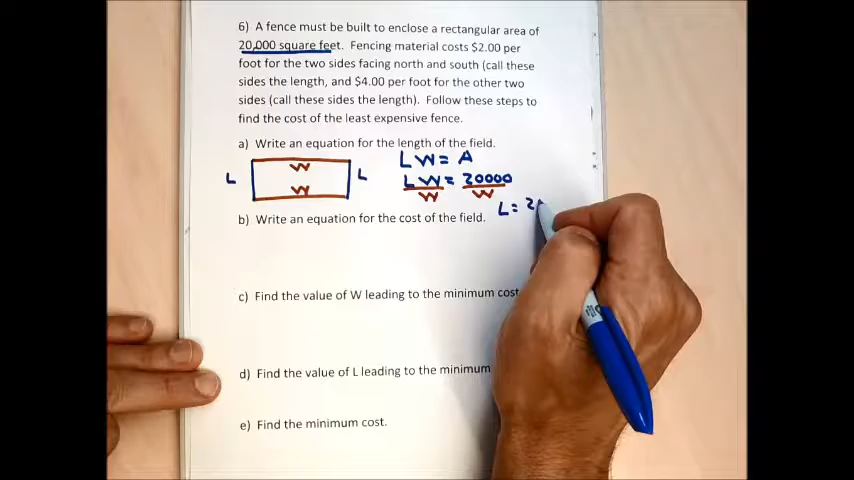 6) A fence must be built to enclose a rectangular area of
20,000 square feet. Fencing material costs $2.00 per
foot for the two sides facing north and south (call these
sides the length, and $4.00 per foot for the other two
sides (call these sides the length). Follow these steps to
find the cost of the least expensive fence.
a) Write an equation for the length of the field.
L W = A
W
L L
L W = 20000
W W
W
L = 20
b) Write an equation for the cost of the field.
c) Find the value of W leading to the minimum cost
d) Find the value of L leading to the minimum
e) Find the minimum cost.